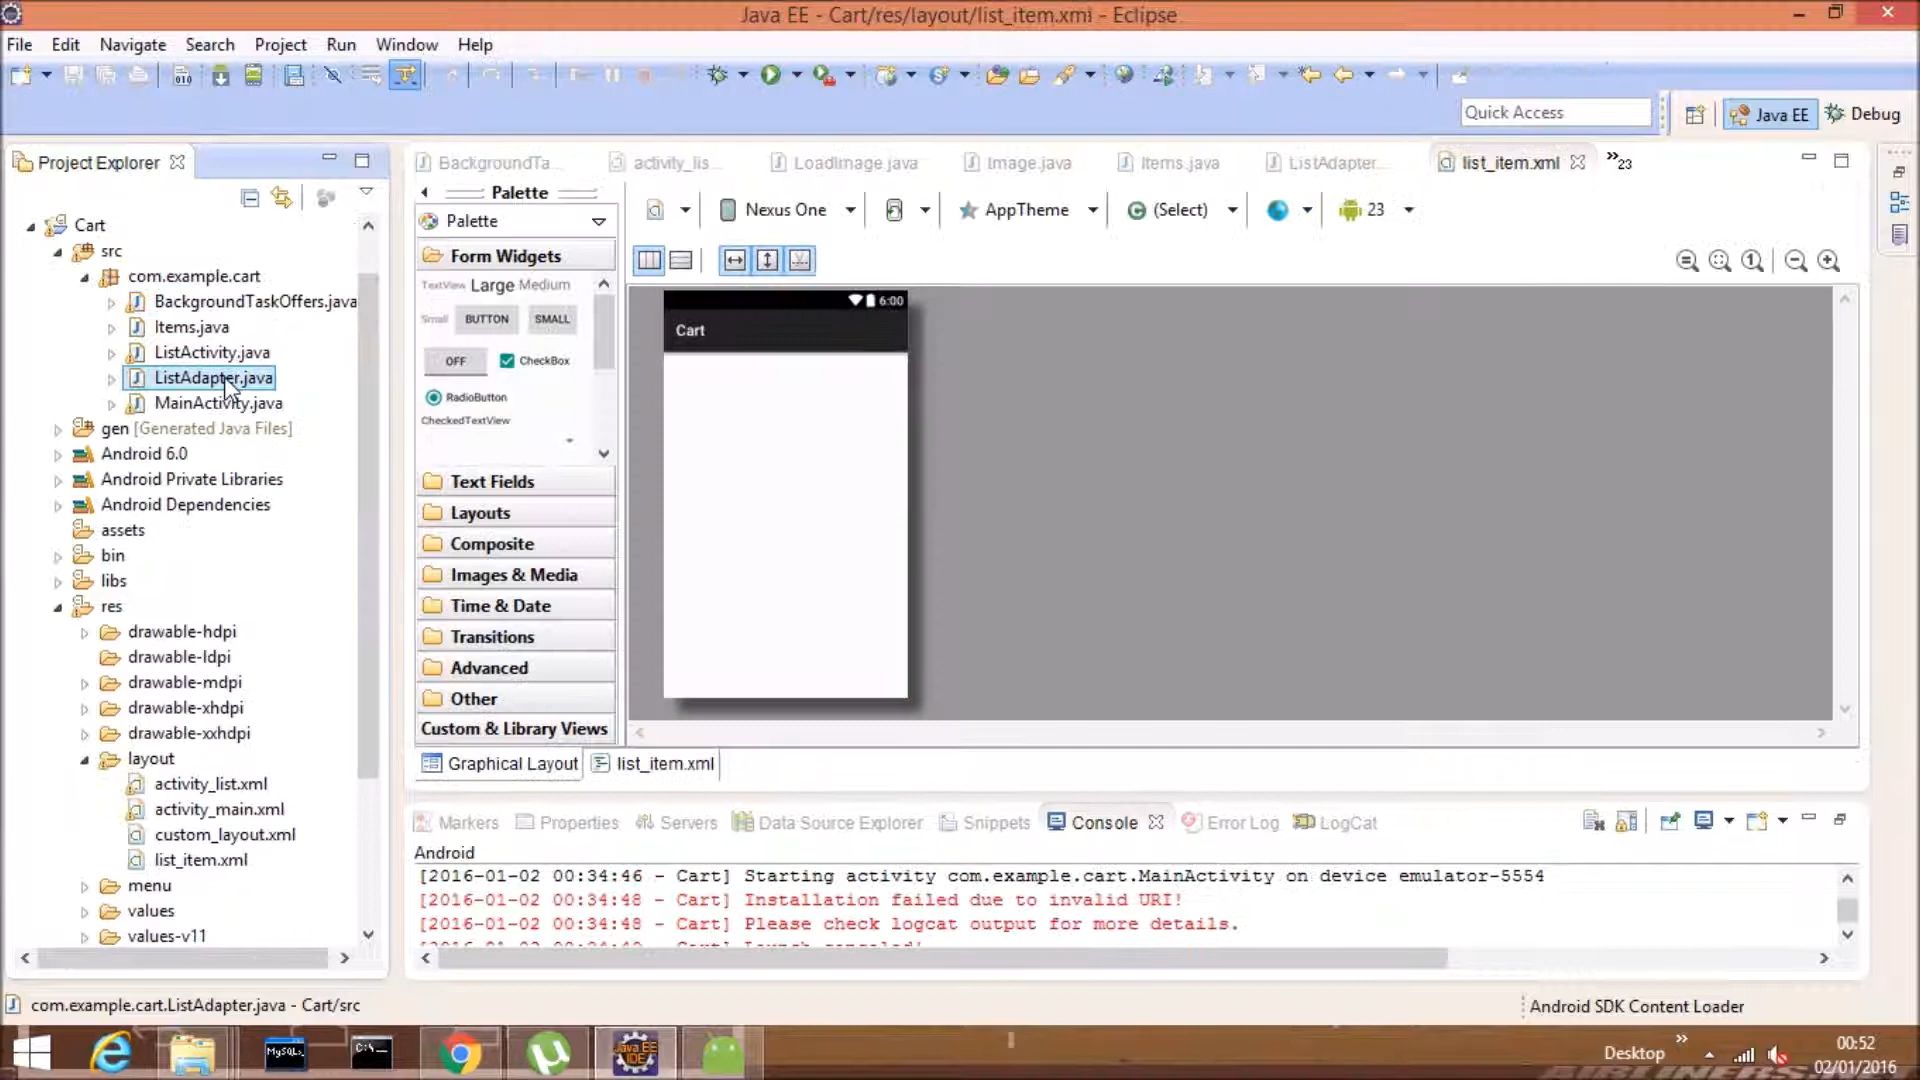 Java EE - Cart/res/layout/list_item.xml - Eclipse
File Edit Navigate Search Project Run Window Help
Quick Access
Java EE
Debug
Project Explorer
BackgroundTa...
activity_lis...
LoadImage.java
Image.java
Items.java
ListAdapter...
list_item.xml
»23
Cart
src
com.example.cart
BackgroundTaskOffers.java
Items.java
ListActivity.java
ListAdapter.java
MainActivity.java
gen [Generated Java Files]
Android 6.0
Android Private Libraries
Android Dependencies
assets
bin
libs
res
drawable-hdpi
drawable-ldpi
drawable-mdpi
drawable-xhdpi
drawable-xxhdpi
layout
activity_list.xml
activity_main.xml
custom_layout.xml
list_item.xml
menu
values
values-v11
Palette
Palette
Form Widgets
TextView Large Medium
Small BUTTON SMALL
OFF CheckBox
RadioButton
CheckedTextView
Text Fields
Layouts
Composite
Images & Media
Time & Date
Transitions
Advanced
Other
Custom & Library Views
Nexus One
AppTheme
(Select)
23
6:00
Cart
Graphical Layout
list_item.xml
Markers Properties Servers Data Source Explorer Snippets Console Error Log LogCat
Android
[2016-01-02 00:34:46 - Cart] Starting activity com.example.cart.MainActivity on device emulator-5554
[2016-01-02 00:34:48 - Cart] Installation failed due to invalid URI!
[2016-01-02 00:34:48 - Cart] Please check logcat output for more details.
com.example.cart.ListAdapter.java - Cart/src
Android SDK Content Loader
MySQL
C:\
Java EE
IDE
Desktop
00:52
02/01/2016